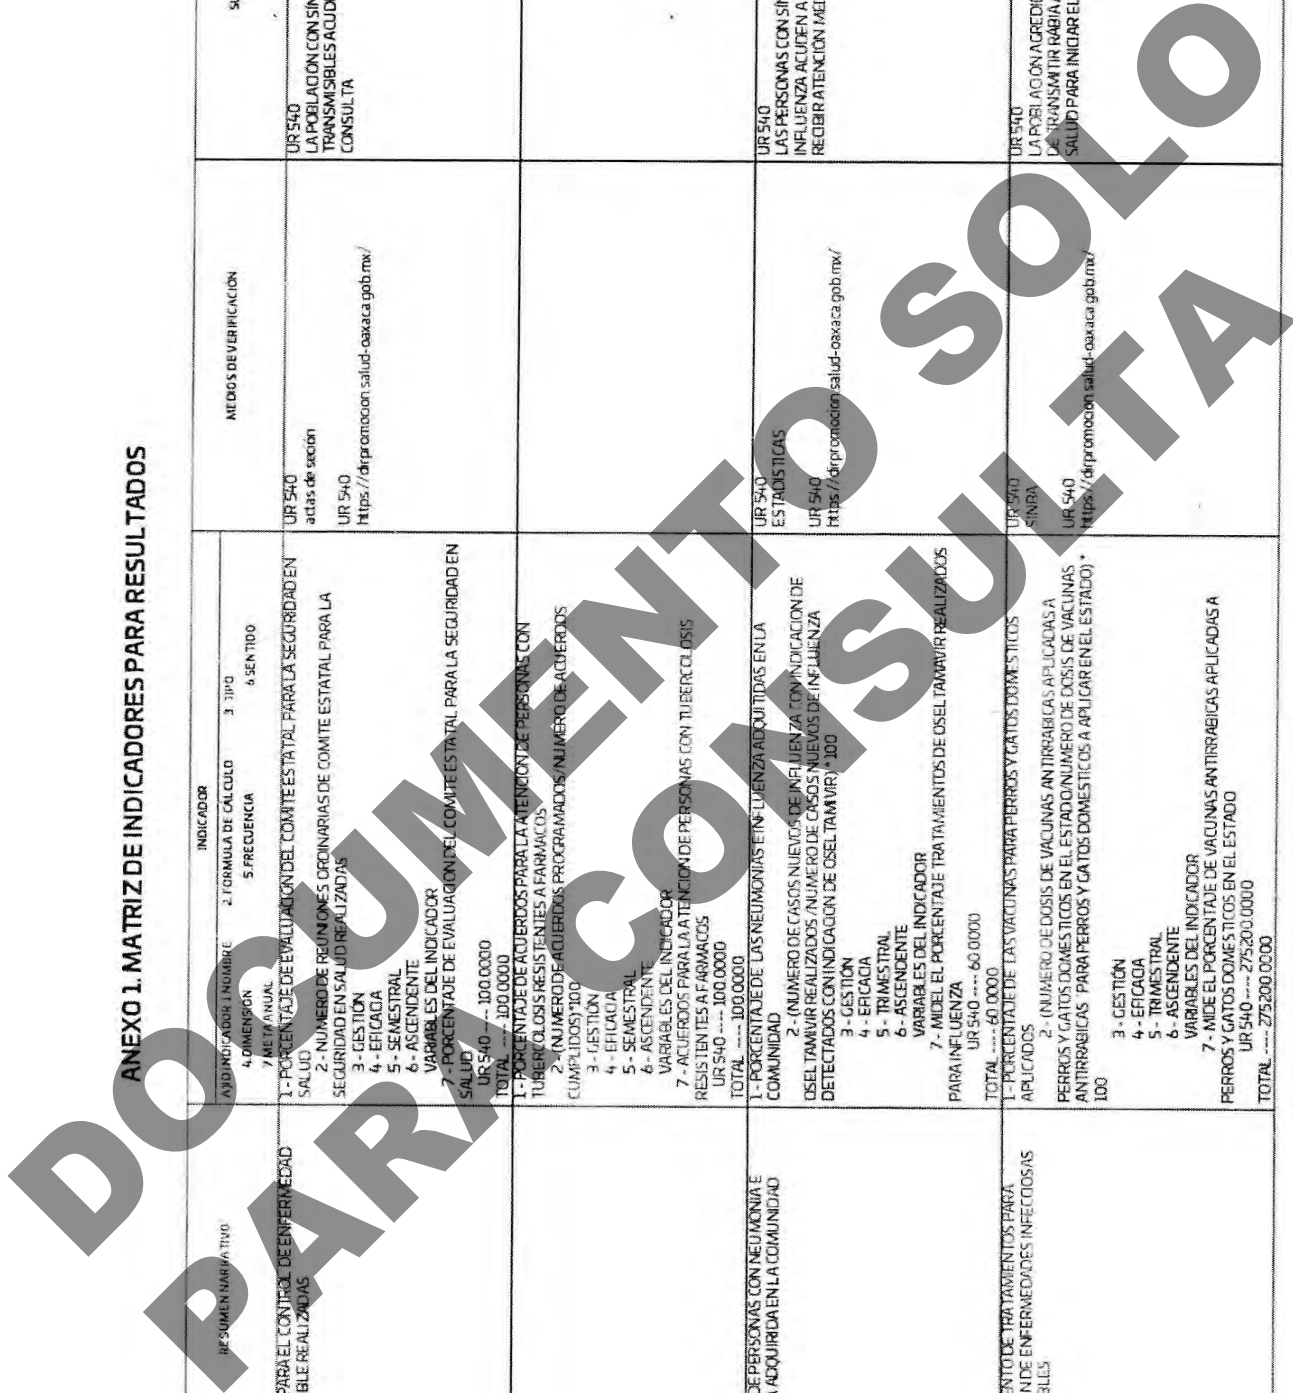 ANEXO 1. MATRIZ DE INDICADORES PARA RESULTADOS
RESUMEN NARRATIVO
INDICADOR
A) ID INDICADOR 1 NOMBRE 2. FORMULA DE CALCULO 3 TIPO
4. DIMENSIÓN 5. FRECUENCIA 6 SENTIDO
7 META ANUAL
MEDIOS DE VERIFICACIÓN
PARA EL CONTROL DE ENFERMEDAD
BLE REALIZADAS
1 - PORCENTAJE DE EVALUACION DEL COMITE ESTATAL PARA LA SEGURIDAD EN
SALUD
2 - NUMERO DE REUNIONES ORDINARIAS DE COMITE ESTATAL PARA LA
SEGURIDAD EN SALUD REALIZADAS
3 - GESTIÓN
4 - EFICACIA
5 - SEMESTRAL
6 - ASCENDENTE
VARIABLES DEL INDICADOR
7 - PORCENTAJE DE EVALUACION DEL COMITE ESTATAL PARA LA SEGURIDAD EN
SALUD
UR 540 ---- 100.0000
TOTAL ---- 100.0000
UR 540
actas de seción
UR 540
https://dirpromocion.salud-oaxaca.gob.mx/
UR 540
LA POBLACIÓN CON SÍN
TRANSMISIBLES ACUD
CONSULTA
1 - PORCENTAJE DE ACUERDOS PARA LA ATENCION DE PERSONAS CON
TUBERCOLOSIS RESISTENTES A FARMACOS
2 - (NUMERO DE ACUERDOS PROGRAMADOS/NUMERO DE ACUERDOS
CUMPLIDOS)*100
3 - GESTIÓN
4 - EFICACIA
5 - SEMESTRAL
6 - ASCENDENTE
VARIABLES DEL INDICADOR
7 - ACUERDOS PARA LA ATENCION DE PERSONAS CON TUBERCOLOSIS
RESISTENTES A FARMACOS
UR 540 ---- 100.0000
TOTAL ---- 100.0000
DE PERSONAS CON NEUMONIA E
A ADQUIRIDA EN LA COMUNIDAD
1 - PORCENTAJE DE LAS NEUMONIAS E INFLUENZA ADQUITIDAS EN LA
COMUNIDAD
2 - (NUMERO DE CASOS NUEVOS DE INFLUENZA CON INDICACION DE
OSELTAMIVIR REALIZADOS /NUMERO DE CASOS NUEVOS DE INFLUENZA
DETECTADOS CON INDICACION DE OSELTAMIVIR) * 100
3 - GESTIÓN
4 - EFICACIA
5 - TRIMESTRAL
6 - ASCENDENTE
VARIABLES DEL INDICADOR
7 - MIDE EL PORCENTAJE TRATAMIENTOS DE OSELTAMAVIR REALIZADOS
PARA INFLUENZA
UR 540 ---- 60.0000
TOTAL ---- 60.0000
UR 540
ESTADISTICAS
UR 540
https://dirpromocion.salud-oaxaca.gob.mx/
UR 540
LAS PERSONAS CON SÍN
INFLUENZA ACUDEN A
RECIBIR ATENCIÓN MÉD
NTO DE TRATAMIENTOS PARA
N DE ENFERMEDADES INFECCIOSAS
BLES
1 - PORCENTAJE DE LAS VACUNAS PARA PERROS Y GATOS DOMESTICOS
APLICADOS
2 - (NUMERO DE DOSIS DE VACUNAS ANTIRRABICAS APLICADAS A
PERROS Y GATOS DOMESTICOS EN EL ESTADO/NUMERO DE DOSIS DE VACUNAS
ANTIRRABICAS PARA PERROS Y GATOS DOMESTICOS A APLICAR EN EL ESTADO) *
100
3 - GESTIÓN
4 - EFICACIA
5 - TRIMESTRAL
6 - ASCENDENTE
VARIABLES DEL INDICADOR
7 - MIDE EL PORCENTAJE DE VACUNAS ANTIRRABICAS APLICADAS A
PERROS Y GATOS DOMESTICOS EN EL ESTADO
UR 540 ---- 275200.0000
TOTAL ---- 275200.0000
UR 540
SINBA
UR 540
https://dirpromocion.salud-oaxaca.gob.mx/
UR 540
LA POBLACIÓN AGREDID
DE TRANSMITIR RABIA A
SALUD PARA INICIAR EL
DOCUMENTO SOLO
PARA CONSULTA